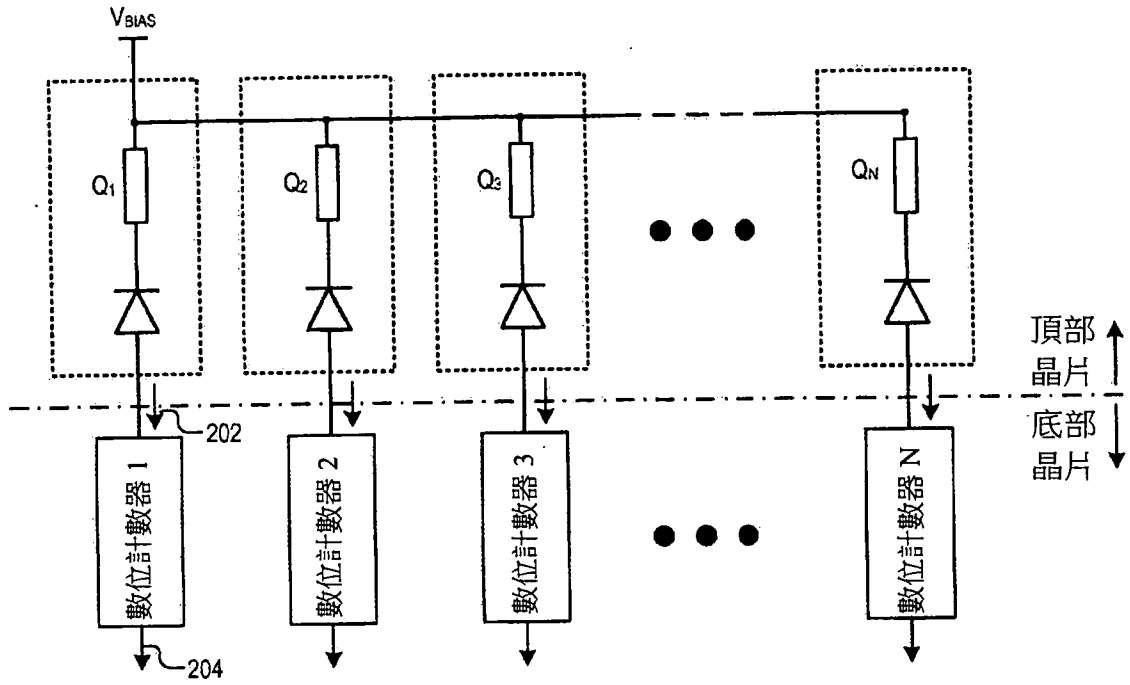 VBIAS
Q1
Q2
Q3
QN
頂部
晶片
底部
晶片
202
數位計數器 1
數位計數器 2
數位計數器 3
數位計數器 N
204